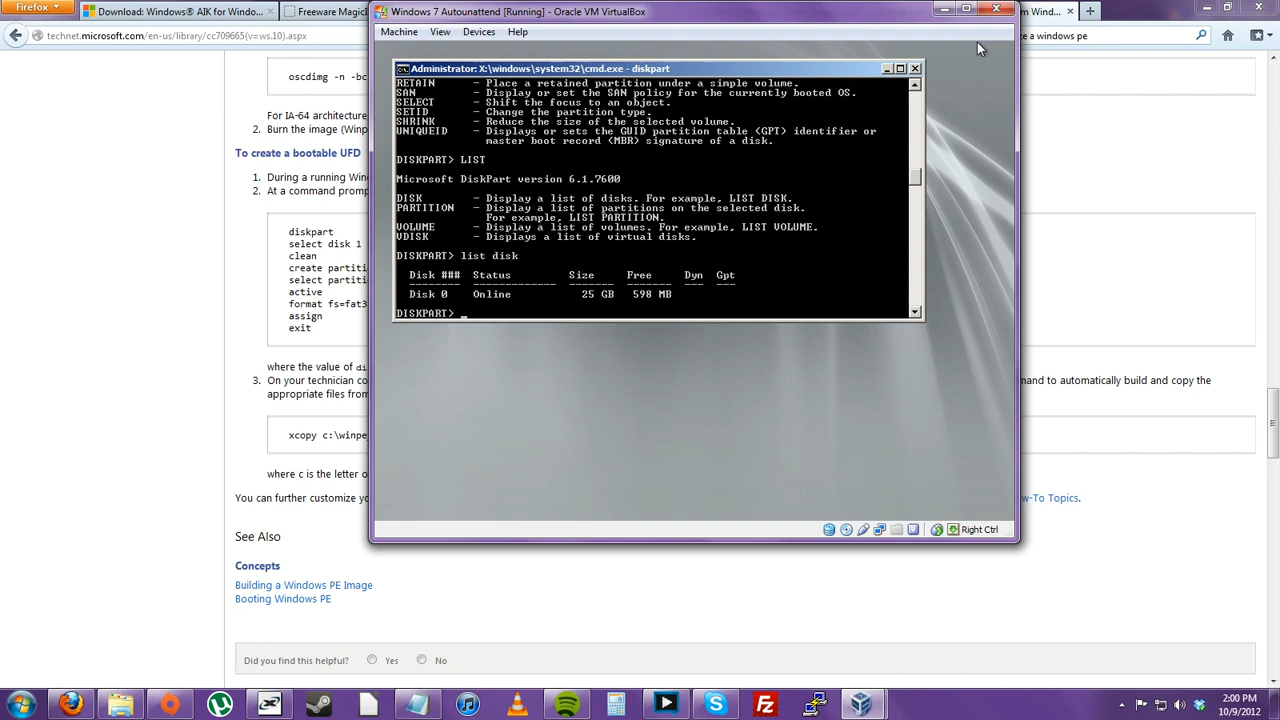 Firefox
Download: Windows® AIK for Window...
Freeware Magic
m Wind...
technet.microsoft.com/en-us/library/cc709665(v=ws.10).aspx
e a windows pe
oscdimg -n -bc
For IA-64 architecture
2. Burn the image (Winp
To create a bootable UFD
1. During a running Win
2. At a command promp
diskpart
select disk 1
clean
create partiti
select partiti
active
format fs=fat3
assign
exit
where the value of di
3. On your technician co
mand to automatically build and copy the
appropriate files from
xcopy c:\winpe
where c is the letter o
You can further customize yo
w-To Topics.
See Also
Concepts
Building a Windows PE Image
Booting Windows PE
Did you find this helpful? Yes No
Windows 7 Autounattend [Running] - Oracle VM VirtualBox
Machine View Devices Help
Administrator: X:\windows\system32\cmd.exe - diskpart
RETAIN - Place a retained partition under a simple volume.
SAN - Display or set the SAN policy for the currently booted OS.
SELECT - Shift the focus to an object.
SETID - Change the partition type.
SHRINK - Reduce the size of the selected volume.
UNIQUEID - Displays or sets the GUID partition table (GPT) identifier or
master boot record (MBR) signature of a disk.
DISKPART> LIST
Microsoft DiskPart version 6.1.7600
DISK - Display a list of disks. For example, LIST DISK.
PARTITION - Display a list of partitions on the selected disk.
For example, LIST PARTITION.
VOLUME - Display a list of volumes. For example, LIST VOLUME.
VDISK - Displays a list of virtual disks.
DISKPART> list disk
Disk ### Status Size Free Dyn Gpt
-------- ------------- ------- ------- --- ---
Disk 0 Online 25 GB 598 MB
DISKPART> _
Right Ctrl
2:00 PM
10/9/2012